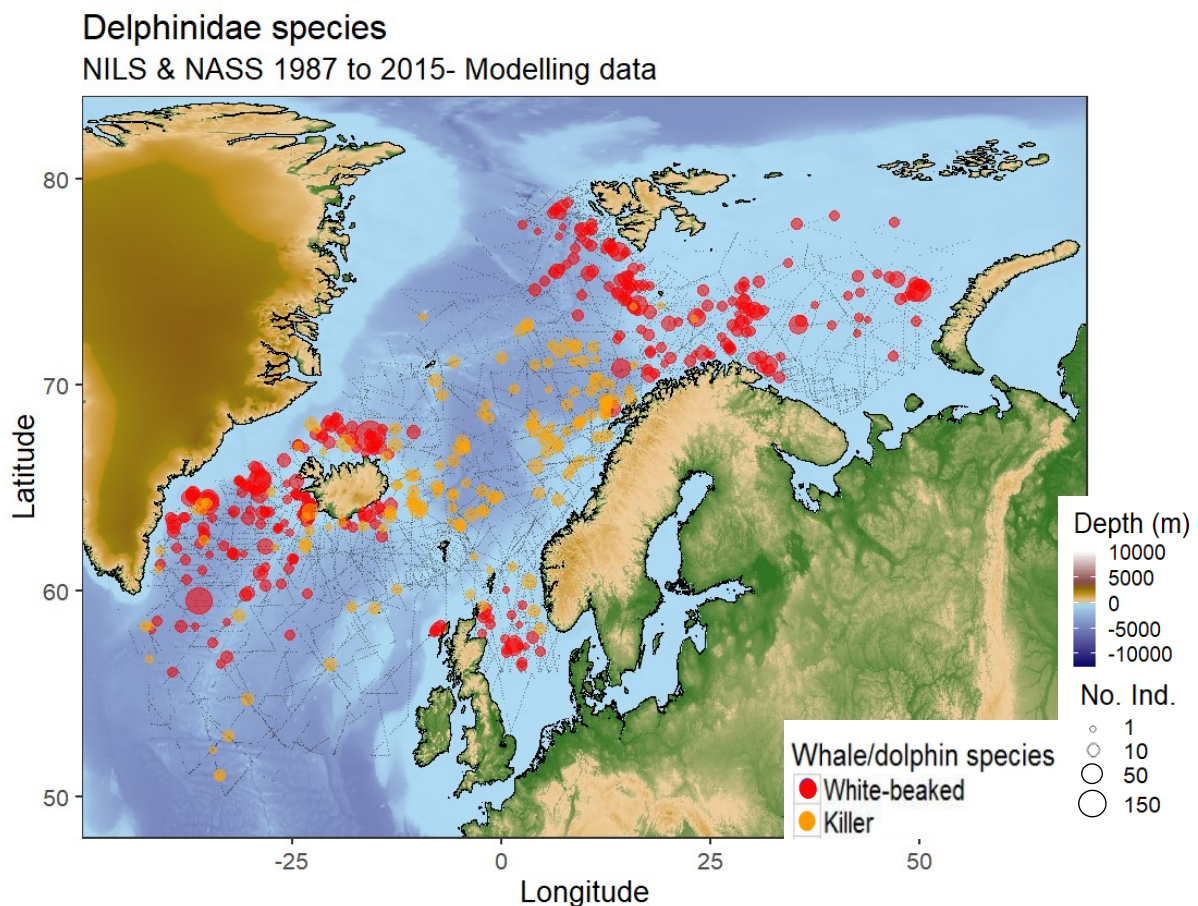 Delphinidae species
NILS & NASS 1987 to 2015- Modelling data
80
70
60
50
Latitude
-25
0
25
50
Longitude
Depth (m)
10000
5000
0
-5000
-10000
No. Ind.
1
10
50
150
Whale/dolphin species
White-beaked
Killer